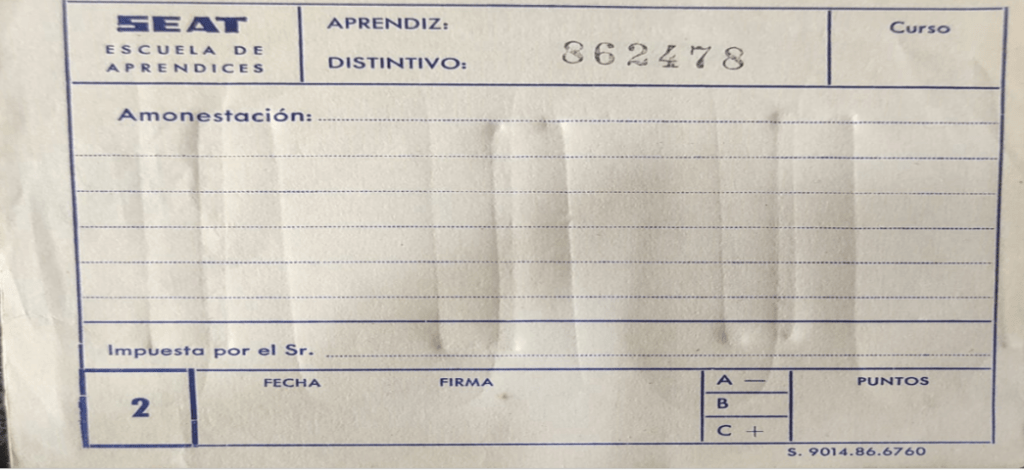 SEAT
ESCUELA DE
APRENDICES
APRENDIZ:
DISTINTIVO: 862478
Curso
Amonestación:
Impuesta por el Sr.
2
FECHA
FIRMA
A —
B
C +
PUNTOS
S. 9014.86.6760